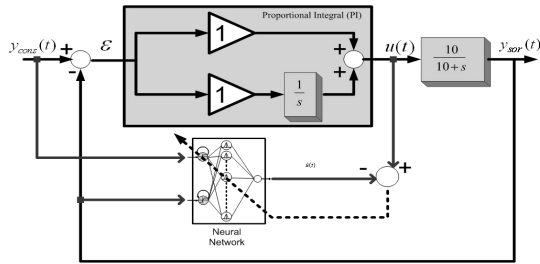 Proportional Integral (PI)
y_cons(t)
+
-
ε
1
+
+
1
1
s
u(t)
10
10 + s
y_sor(t)
-
+
û(t)
Neural
Network